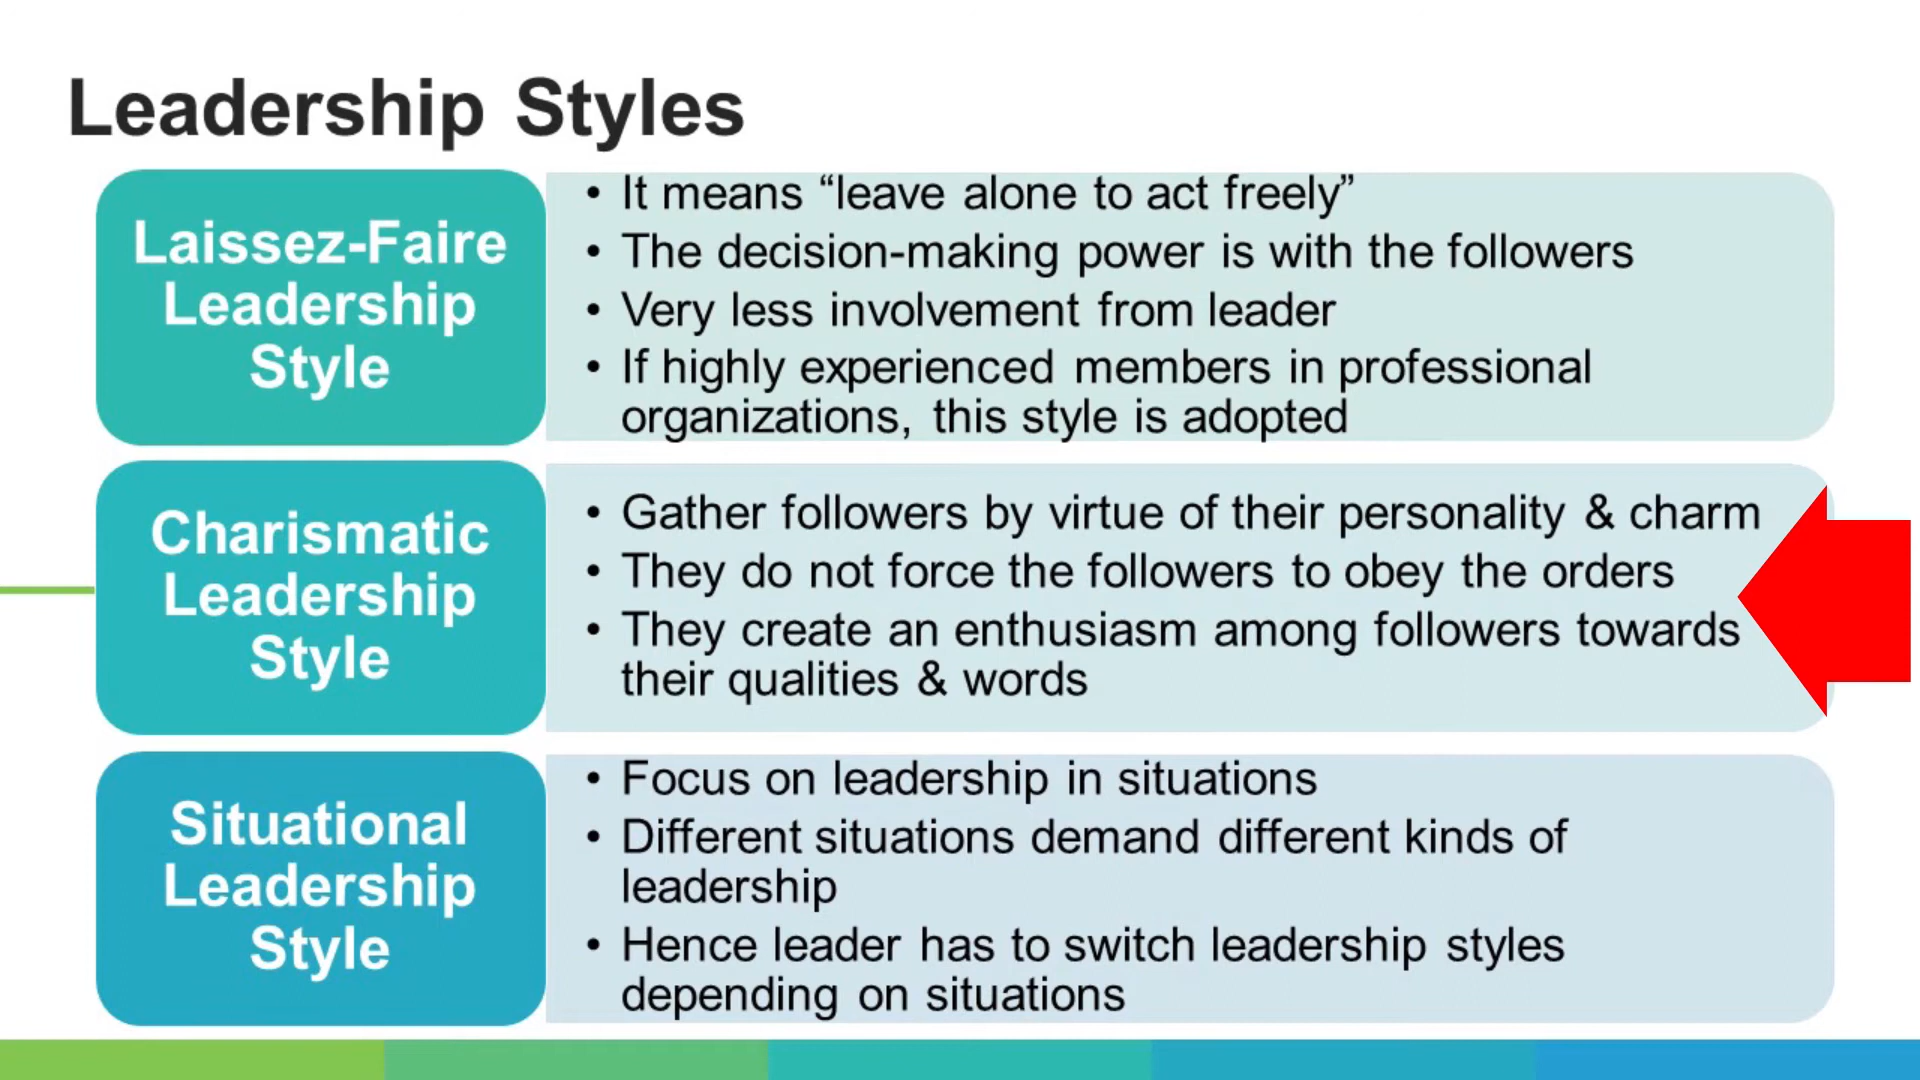 Leadership Styles
Laissez-Faire
Leadership
Style
• It means “leave alone to act freely”
• The decision-making power is with the followers
• Very less involvement from leader
• If highly experienced members in professional
organizations, this style is adopted
Charismatic
Leadership
Style
• Gather followers by virtue of their personality & charm
• They do not force the followers to obey the orders
• They create an enthusiasm among followers towards
their qualities & words
Situational
Leadership
Style
• Focus on leadership in situations
• Different situations demand different kinds of
leadership
• Hence leader has to switch leadership styles
depending on situations